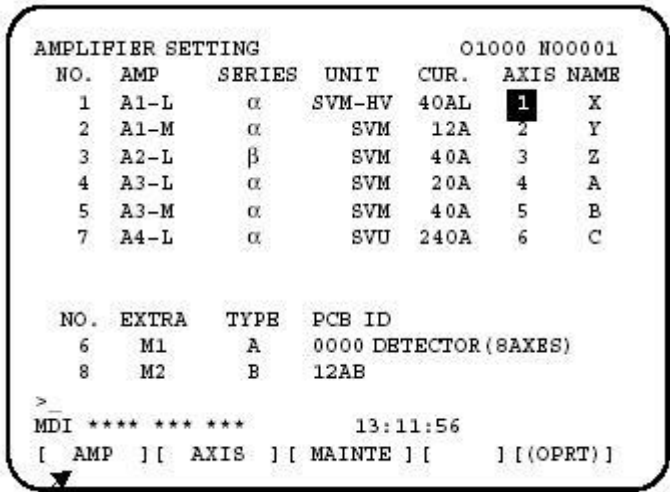 AMPLIFIER SETTING O1000 N00001
NO. AMP SERIES UNIT CUR. AXIS NAME
1 A1-L α SVM-HV 40AL 1 X
2 A1-M α SVM 12A 2 Y
3 A2-L β SVM 40A 3 Z
4 A3-L α SVM 20A 4 A
5 A3-M α SVM 40A 5 B
7 A4-L α SVU 240A 6 C
NO. EXTRA TYPE PCB ID
6 M1 A 0000 DETECTOR(8AXES)
8 M2 B 12AB
>_
MDI **** *** *** 13:11:56
[ AMP ][ AXIS ][ MAINTE ][ ][(OPRT)]